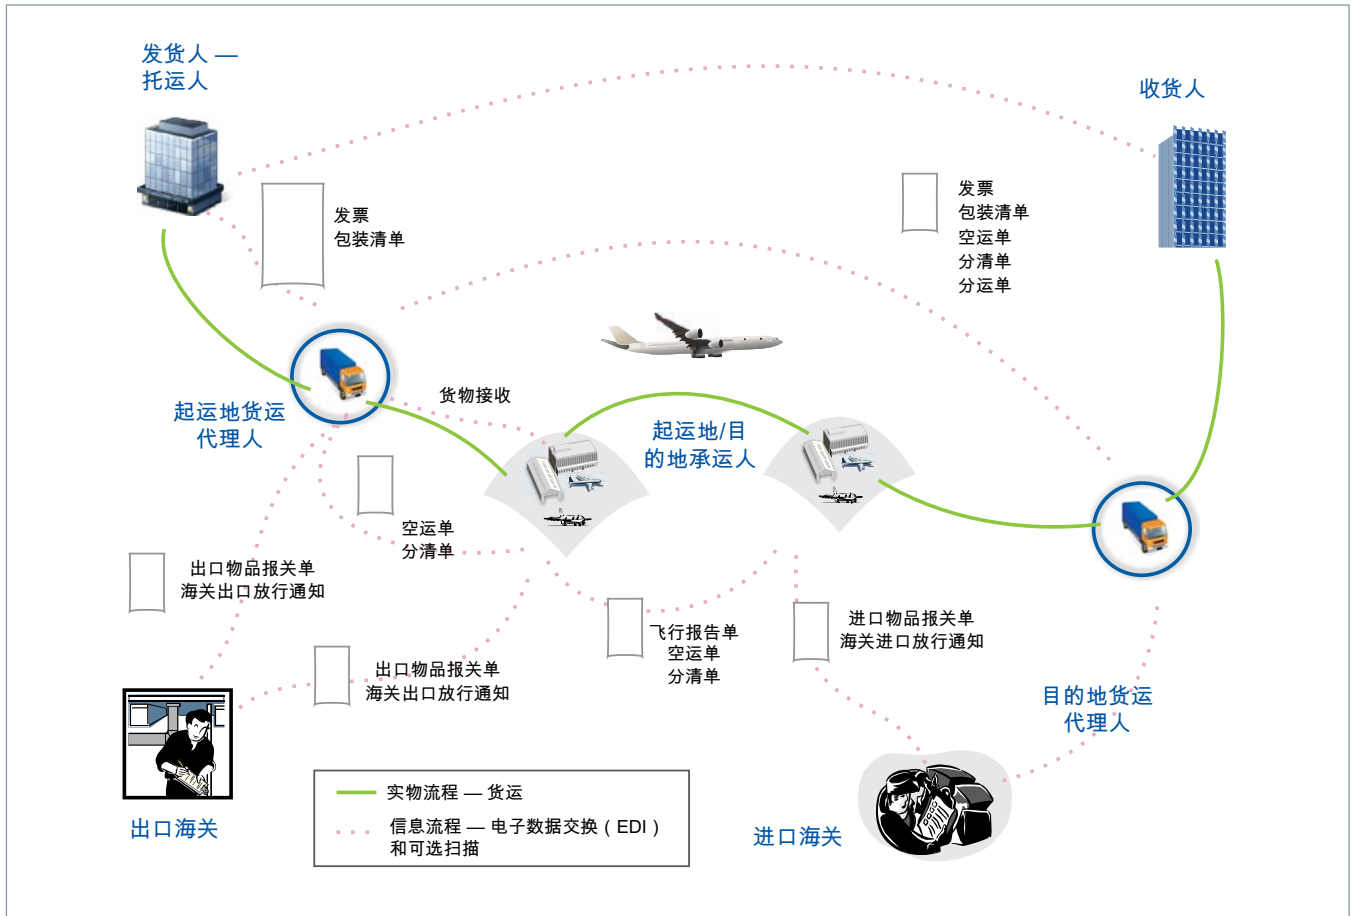 发货人 —
托运人
收货人
发票
包装清单
发票
包装清单
空运单
分清单
分运单
货物接收
起运地货运
代理人
起运地/目
的地承运人
空运单
分清单
出口物品报关单
海关出口放行通知
飞行报告单
空运单
分清单
进口物品报关单
海关进口放行通知
出口物品报关单
海关出口放行通知
目的地货运
代理人
出口海关
进口海关
实物流程 — 货运
信息流程 — 电子数据交换（EDI）
和可选扫描